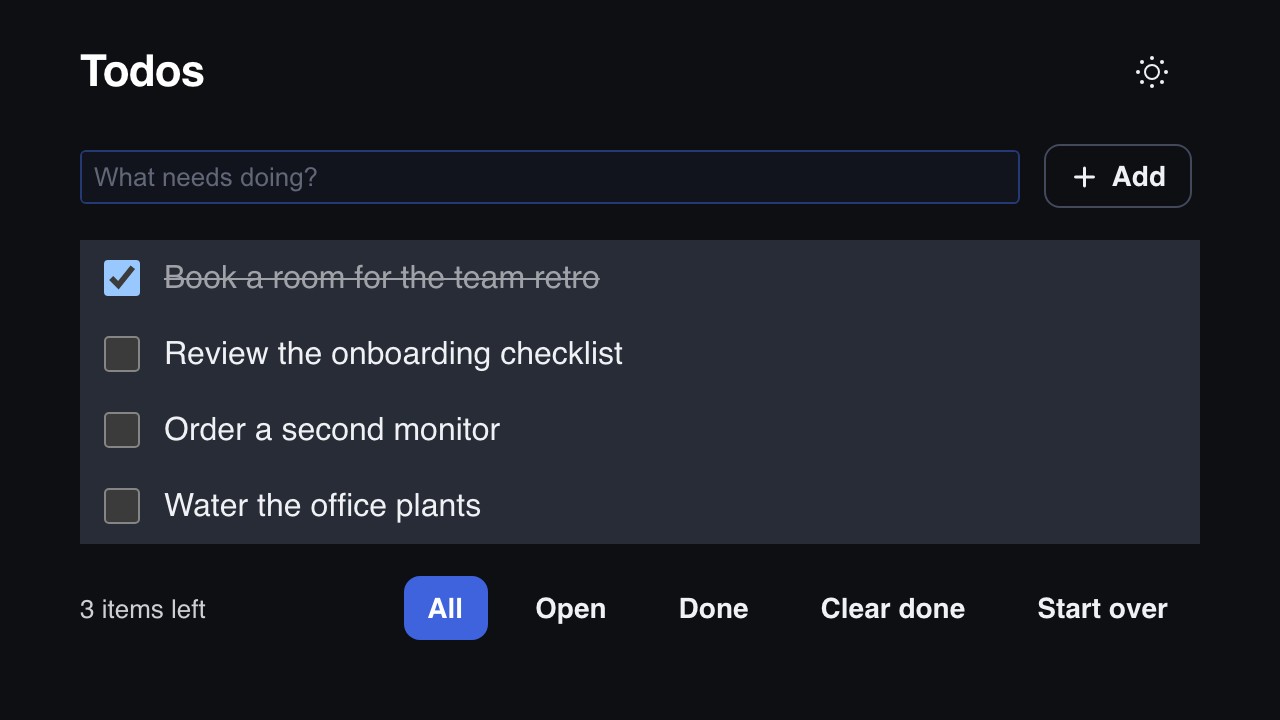 Todos
What needs doing?
+ Add
Book a room for the team retro
Review the onboarding checklist
Order a second monitor
Water the office plants
3 items left All Open Done Clear done Start over